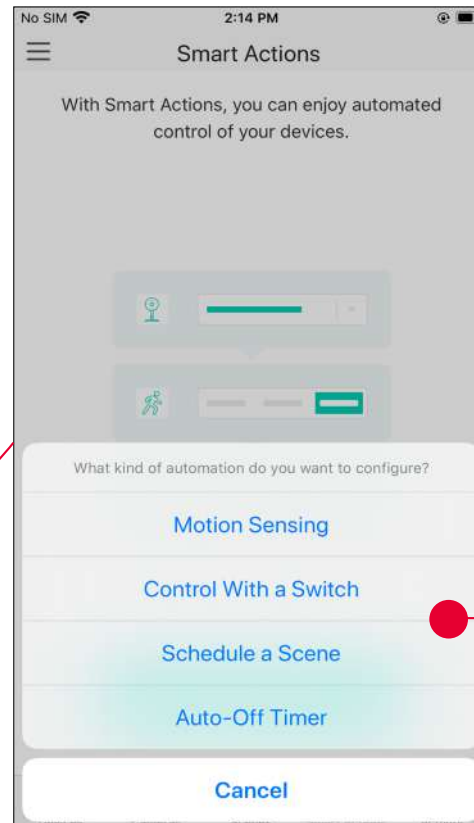 No SIM
2:14 PM
Smart Actions
With Smart Actions, you can enjoy automated
control of your devices.
What kind of automation do you want to configure?
Motion Sensing
Control With a Switch
Schedule a Scene
Auto-Off Timer
Cancel